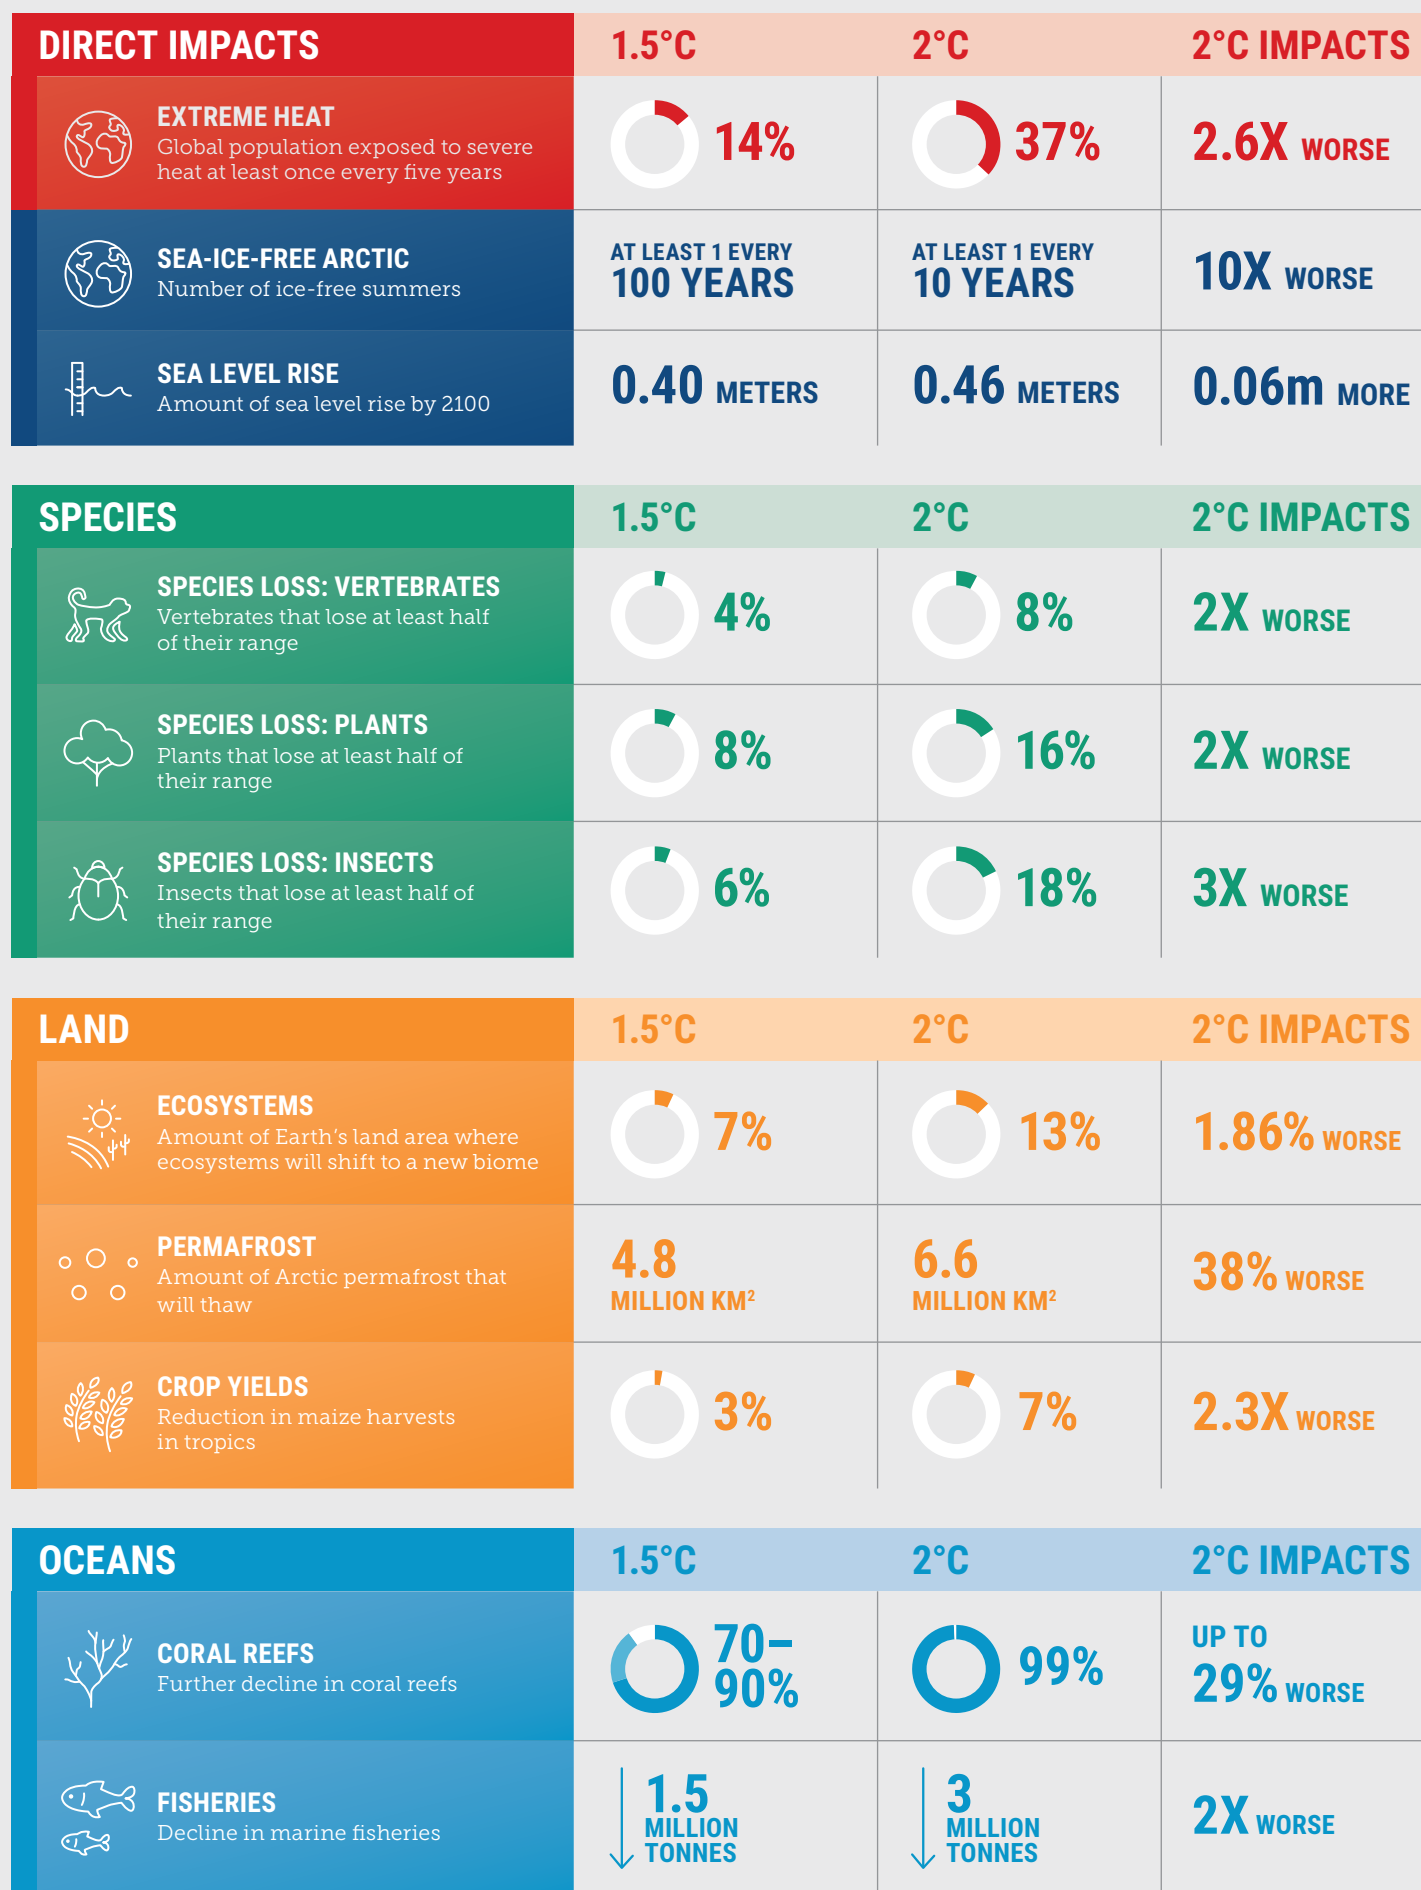 DIRECT IMPACTS 1.5°C 2°C 2°C IMPACTS
EXTREME HEAT
Global population exposed to severe
heat at least once every five years
14% 37% 2.6X WORSE
SEA-ICE-FREE ARCTIC
Number of ice-free summers
AT LEAST 1 EVERY
100 YEARS
AT LEAST 1 EVERY
10 YEARS
10X WORSE
SEA LEVEL RISE
Amount of sea level rise by 2100
0.40 METERS 0.46 METERS 0.06m MORE
SPECIES 1.5°C 2°C 2°C IMPACTS
SPECIES LOSS: VERTEBRATES
Vertebrates that lose at least half
of their range
4% 8% 2X WORSE
SPECIES LOSS: PLANTS
Plants that lose at least half of
their range
8% 16% 2X WORSE
SPECIES LOSS: INSECTS
Insects that lose at least half of
their range
6% 18% 3X WORSE
LAND 1.5°C 2°C 2°C IMPACTS
ECOSYSTEMS
Amount of Earth's land area where
ecosystems will shift to a new biome
7% 13% 1.86% WORSE
PERMAFROST
Amount of Arctic permafrost that
will thaw
4.8
MILLION KM²
6.6
MILLION KM²
38% WORSE
CROP YIELDS
Reduction in maize harvests
in tropics
3% 7% 2.3X WORSE
OCEANS 1.5°C 2°C 2°C IMPACTS
CORAL REEFS
Further decline in coral reefs
70–
90%
99%
UP TO
29% WORSE
FISHERIES
Decline in marine fisheries
1.5
MILLION
TONNES
3
MILLION
TONNES
2X WORSE